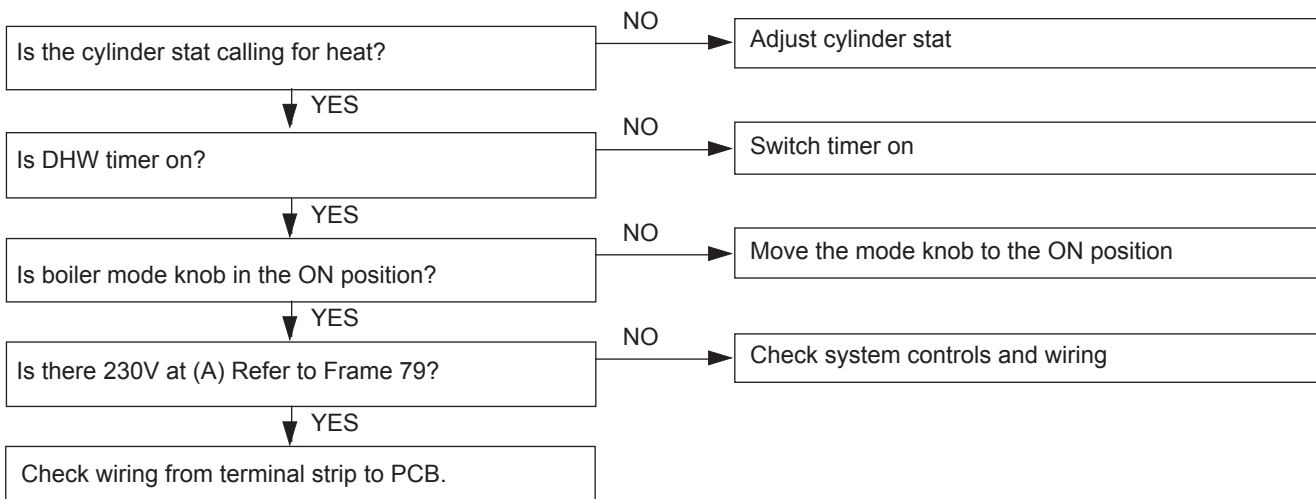 Is the cylinder stat calling for heat?
NO
Adjust cylinder stat
YES
Is DHW timer on?
NO
Switch timer on
YES
Is boiler mode knob in the ON position?
NO
Move the mode knob to the ON position
YES
Is there 230V at (A) Refer to Frame 79?
NO
Check system controls and wiring
YES
Check wiring from terminal strip to PCB.